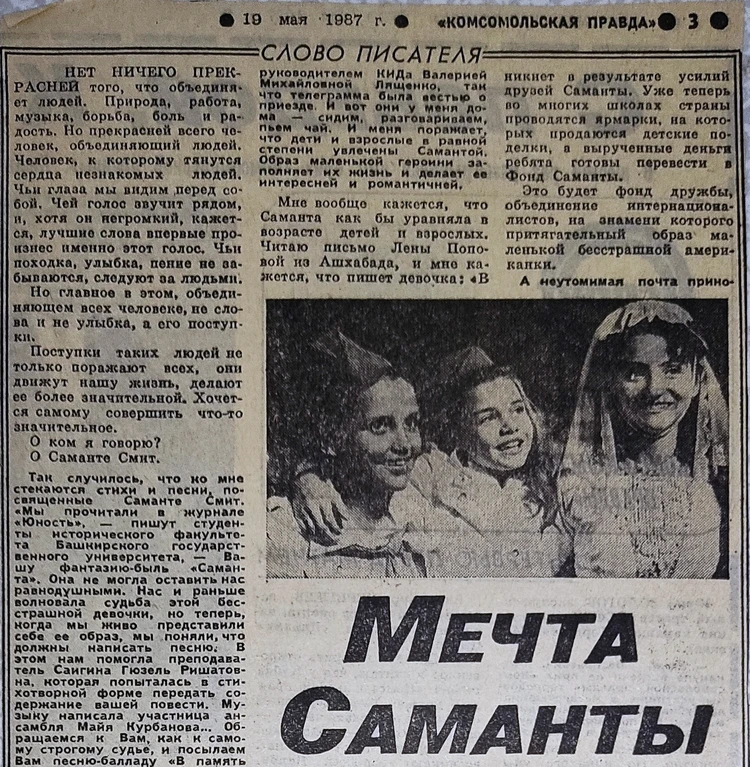 19 мая 1987 г. ● «КОМСОМОЛЬСКАЯ ПРАВДА» ● 3 ●
СЛОВО ПИСАТЕЛЯ
НЕТ НИЧЕГО ПРЕК-
РАСНЕЙ того, что объединя-
ет людей. Природа, работа,
музыка, борьба, боль и ра-
дость. Но прекрасней всего че-
ловек, объединяющий людей.
Человек, к которому тянутся
сердца незнакомых людей.
Чьи глаза мы видим перед со-
бой. Чей голос звучит рядом,
и, хотя он негромкий, кажет-
ся, лучшие слова впервые про-
изнес именно этот голос. Чьи
походка, улыбка, пение не за-
бываются, следуют за людьми.
Но главное в этом, объеди-
няющем всех человеке, не сло-
ва и не улыбка, а его поступ-
ки.
Поступки таких людей не
только поражают всех, они
движут нашу жизнь, делают
ее более значительной. Хочет-
ся самому совершить что-то
значительное.
О ком я говорю?
О Саманте Смит.
Так случилось, что ко мне
стекаются стихи и песни, по-
священные Саманте Смит.
«Мы прочитали в журнале
«Юность», — пишут студен-
ты исторического факульте-
та Башкирского государст-
венного университета, — Ва-
шу фантазию-быль «Саман-
та». Она не могла оставить нас
равнодушными. Нас и раньше
волновала судьба этой бес-
страшной девочки, но теперь,
когда мы живо представили
себе ее образ, мы поняли, что
должны написать песню. В
этом нам помогла преподава-
тель Саигина Гюзель Ришатов-
на, которая попыталась в сти-
хотворной форме передать со-
держание вашей повести. Му-
зыку написала участница ан-
самбля Майя Курбанова... Об-
ращаемся к Вам, как к само-
му строгому судье, и посылаем
Вам песню-балладу «В память
руководителем КИДа Валерией
Михайловной Лященко, так
что телеграмма была вестью о
приезде. И вот они у меня до-
ма — сидим, разговариваем,
пьем чай. И меня поражает,
что дети и взрослые в равной
степени увлечены Самантой.
Образ маленькой героини за-
полняет их жизнь и делает ее
интересной и романтичней.
Мне вообще кажется, что
Саманта как бы уравняла в
возрасте детей и взрослых.
Читаю письмо Лены Попо-
вой из Ашхабада, и мне ка-
жется, что пишет девочка: «В
никнет в результате усилий
друзей Саманты. Уже теперь
во многих школах страны
проводятся ярмарки, на ко-
торых продаются детские по-
делки, а вырученные деньги
ребята готовы перевести в
Фонд Саманты.
Это будет фонд дружбы,
объединение интернациона-
листов, на знамени которого
притягательный образ ма-
ленькой бесстрашной амери-
канки.
А неутомимая почта прино-
МЕЧТА
САМАНТЫ